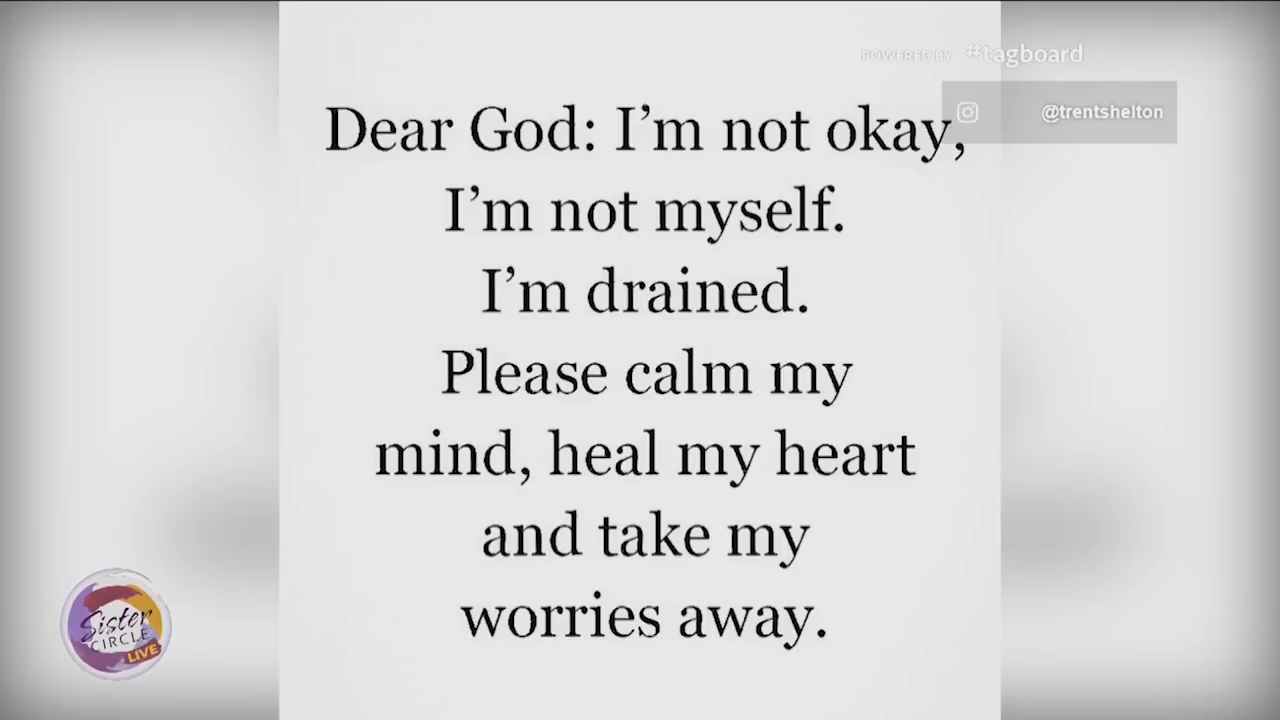 POWERED BY #tagboard
@trentshelton
Dear God: I’m not okay,
I’m not myself.
I’m drained.
Please calm my
mind, heal my heart
and take my
worries away.
Sister
CIRCLE
LIVE